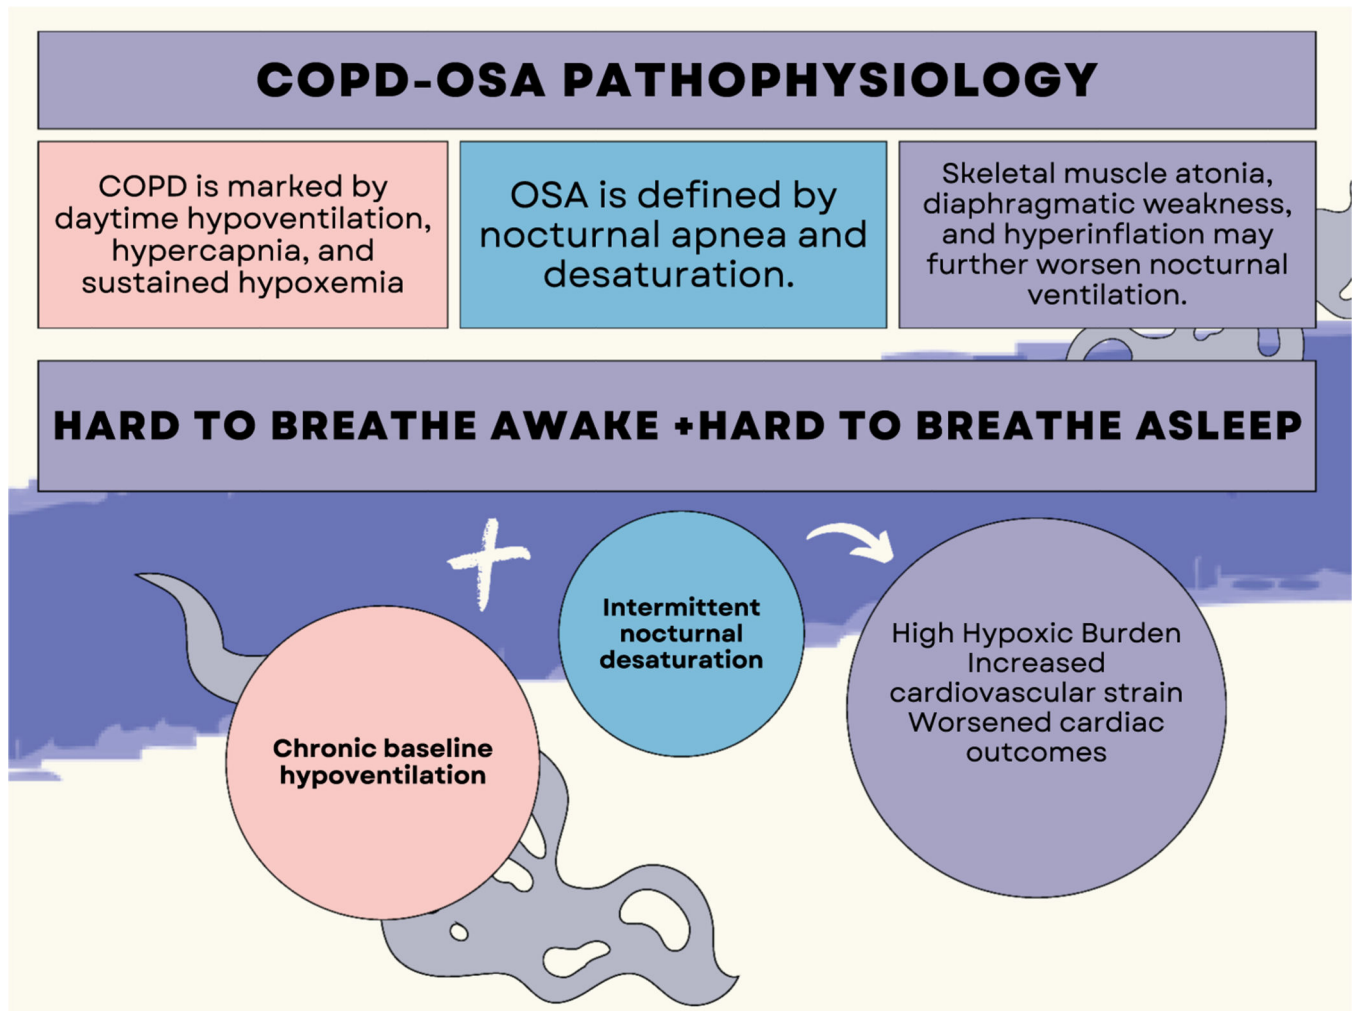 COPD-OSA PATHOPHYSIOLOGY
COPD is marked by
daytime hypoventilation,
hypercapnia, and
sustained hypoxemia
OSA is defined by
nocturnal apnea and
desaturation.
Skeletal muscle atonia,
diaphragmatic weakness,
and hyperinflation may
further worsen nocturnal
ventilation.
HARD TO BREATHE AWAKE +HARD TO BREATHE ASLEEP
Chronic baseline
hypoventilation
Intermittent
nocturnal
desaturation
High Hypoxic Burden
Increased
cardiovascular strain
Worsened cardiac
outcomes